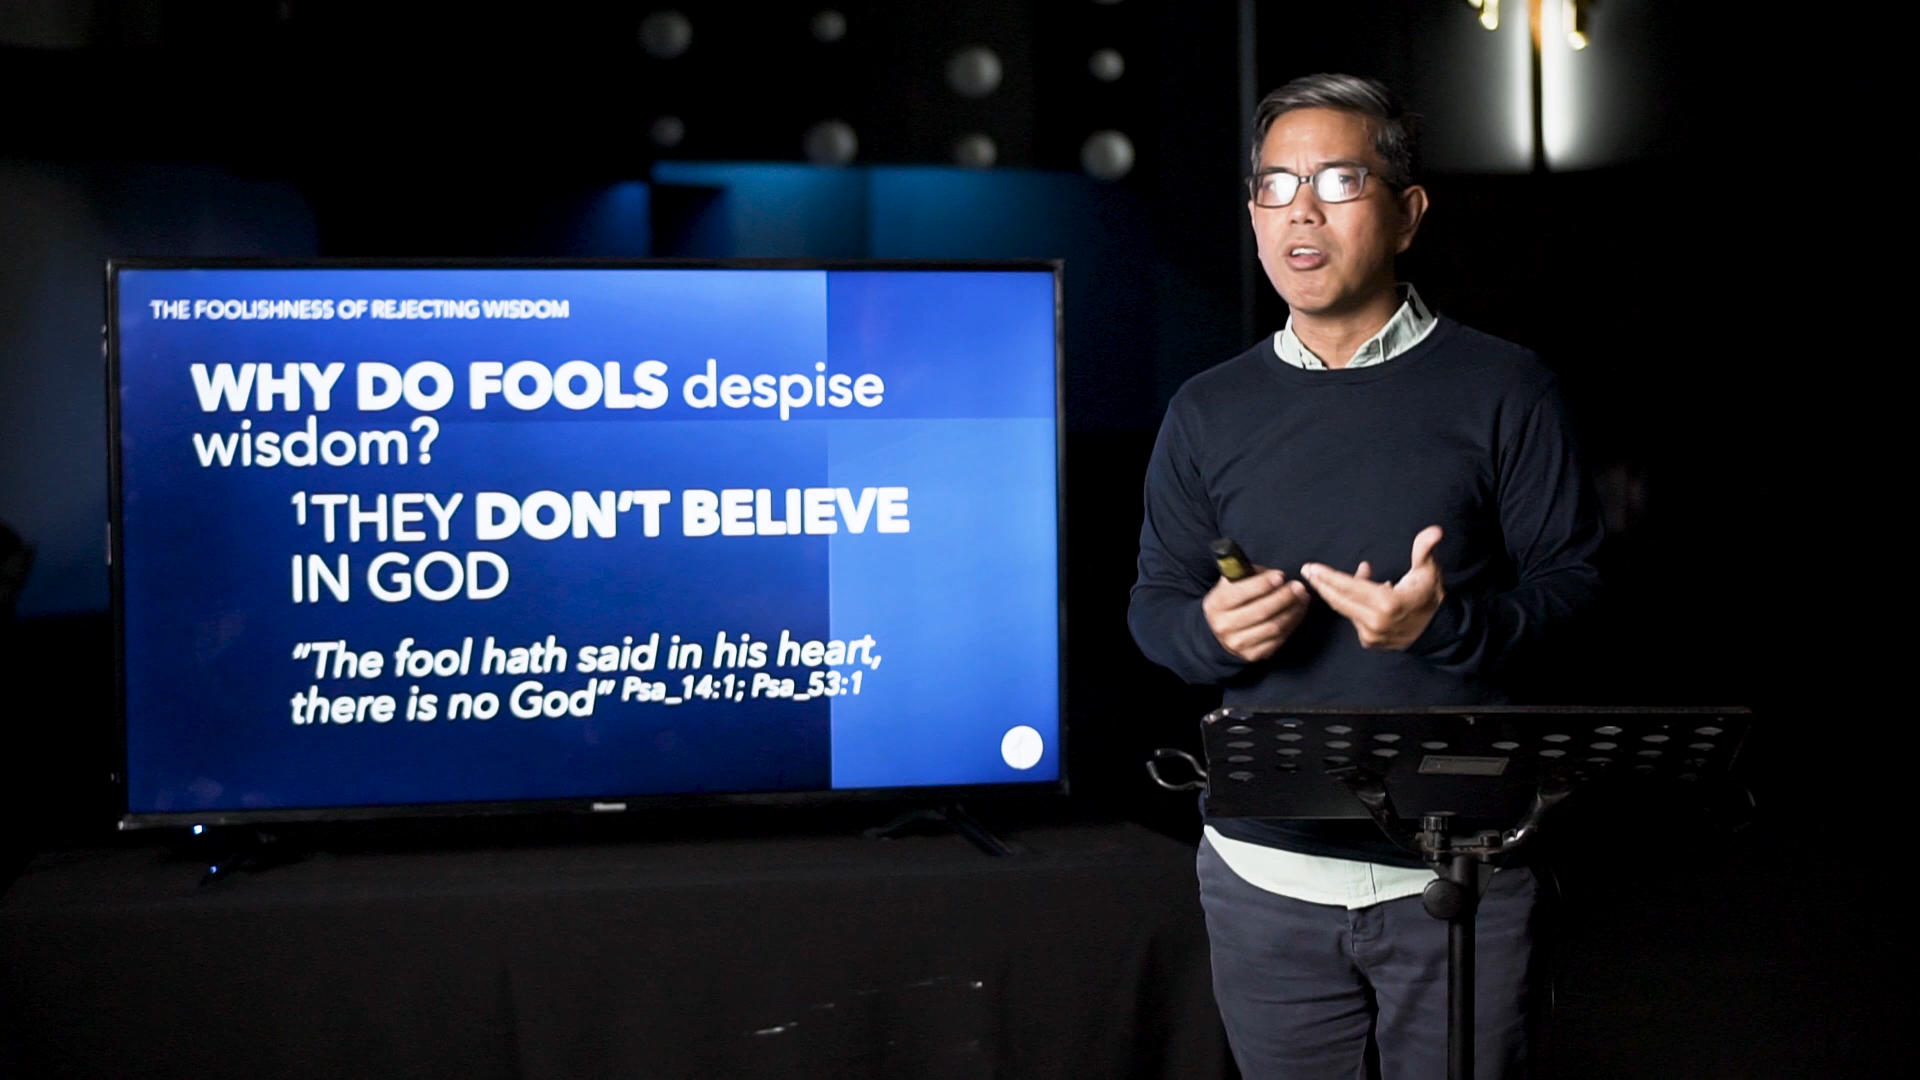 THE FOOLISHNESS OF REJECTING WISDOM
WHY DO FOOLS despise
wisdom?
¹THEY DON'T BELIEVE
IN GOD
"The fool hath said in his heart,
there is no God" Psa_14:1; Psa_53:1